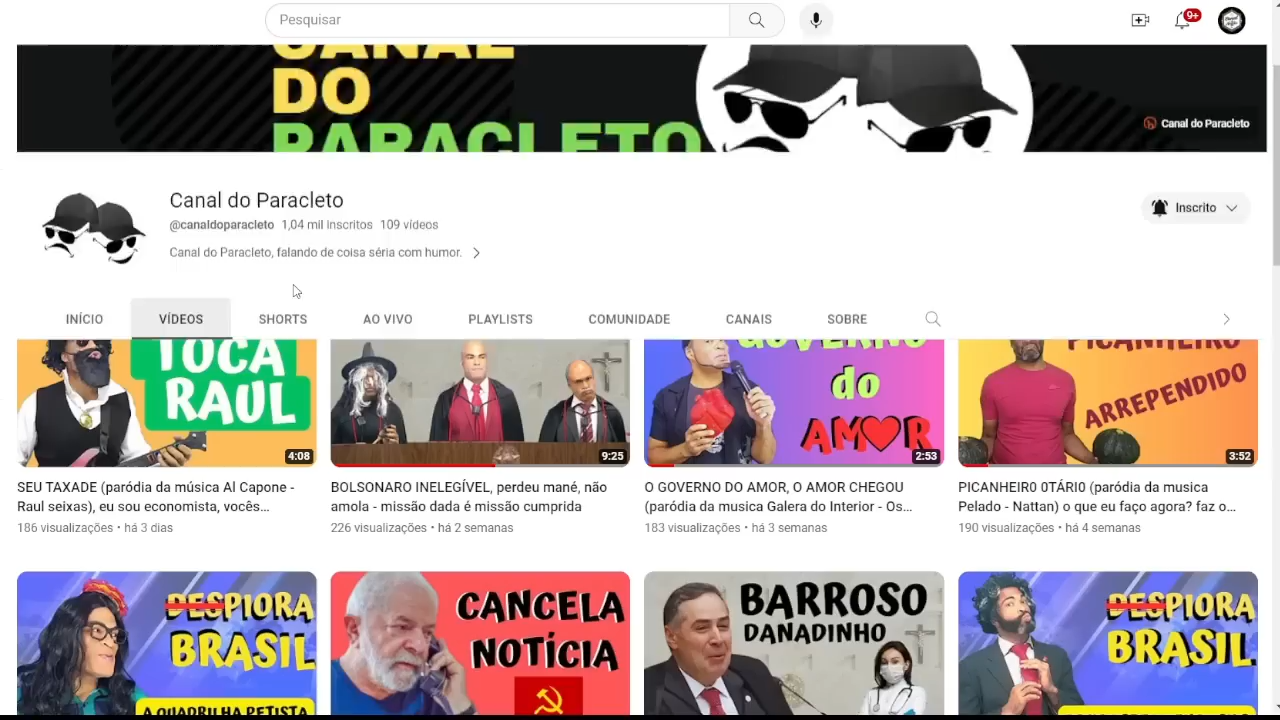 Pesquisar
9+
CANAL
DO
PARACLETO
Canal do Paracleto
Canal do Paracleto
@canaldoparacleto 1,04 mil inscritos 109 vídeos
Canal do Paracleto, falando de coisa séria com humor.
Inscrito
INÍCIO VÍDEOS SHORTS AO VIVO PLAYLISTS COMUNIDADE CANAIS SOBRE
TOCA
RAUL
4:08
9:25
GOVERNO
do
AMOR
2:53
PICANHEIRO
ARREPENDIDO
3:52
SEU TAXADE (paródia da música Al Capone -
Raul seixas), eu sou economista, vocês...
186 visualizações • há 3 dias
BOLSONARO INELEGÍVEL, perdeu mané, não
amola - missão dada é missão cumprida
226 visualizações • há 2 semanas
O GOVERNO DO AMOR, O AMOR CHEGOU
(paródia da musica Galera do Interior - Os...
183 visualizações • há 3 semanas
PICANHEIR0 0TÁRI0 (paródia da musica
Pelado - Nattan) o que eu faço agora? faz o...
190 visualizações • há 4 semanas
DESPIORA
BRASIL
A QUADRILHA PETISTA
CANCELA
NOTÍCIA
BARROSO
DANADINHO
DESPIORA
BRASIL